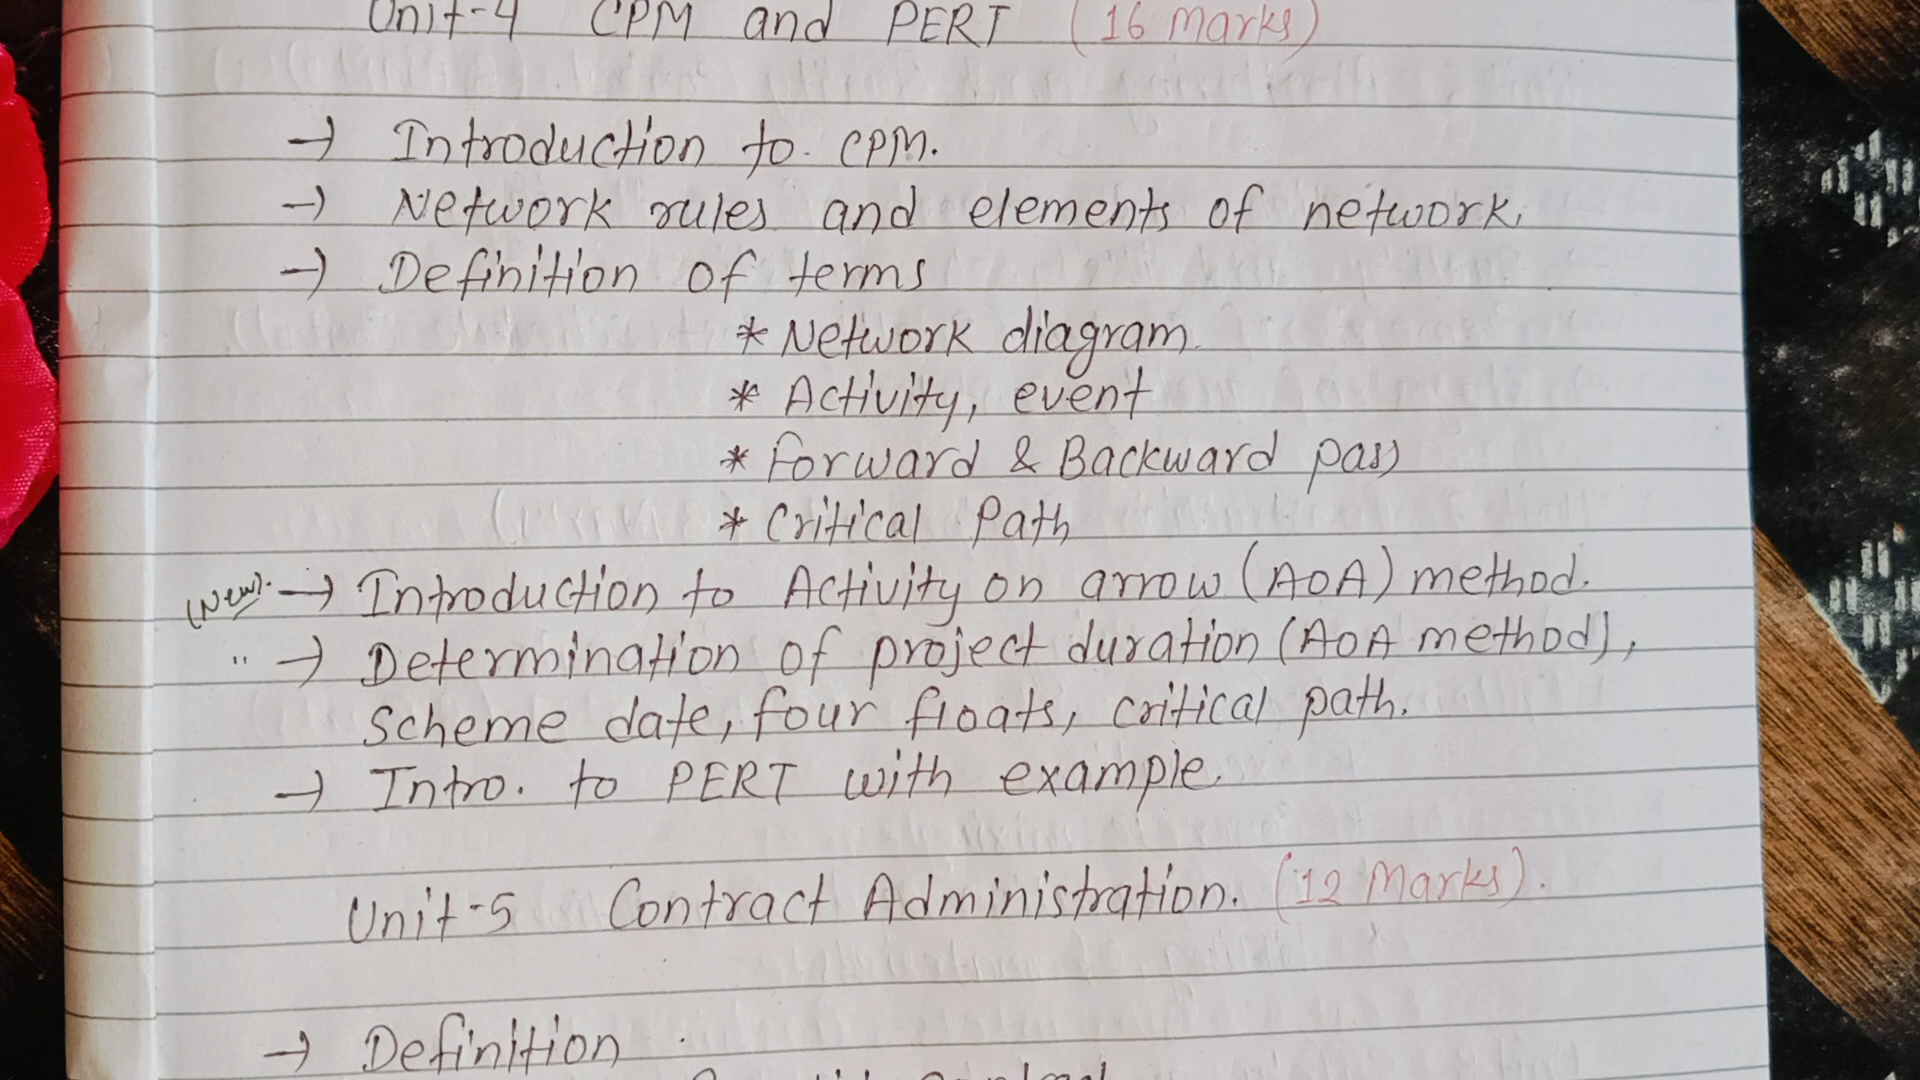 Unit-4 CPM and PERT (16 Marks)
→ Introduction to CPM.
→ Network rules and elements of network.
→ Definition of terms
* Network diagram.
* Activity, event
* Forward & Backward pass
* Critical Path
(New). → Introduction to Activity on arrow (AOA) method.
" → Determination of project duration (AOA method),
Scheme date, four floats, critical path.
→ Intro. to PERT with example.
Unit-5 Contract Administration. (12 Marks).
→ Definition